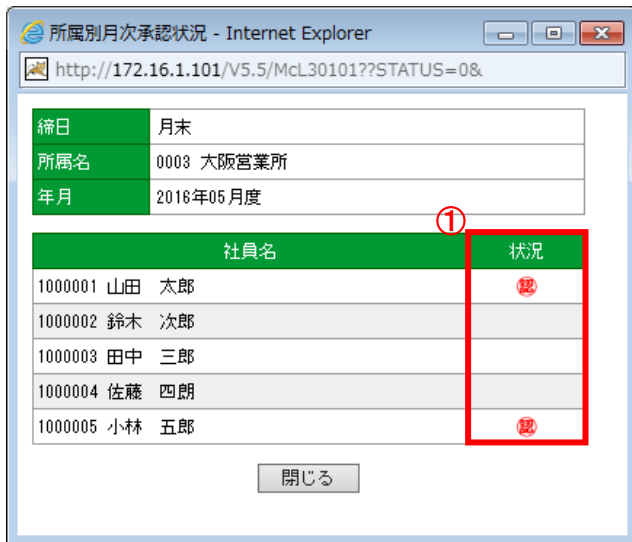 所属別月次承認状況 - Internet Explorer
http://172.16.1.101/V5.5/McL30101??STATUS=0&
締日 月末
所属名 0003 大阪営業所
年月 2016年05月度
①
社員名 状況
1000001 山田 太郎 認
1000002 鈴木 次郎
1000003 田中 三郎
1000004 佐藤 四朗
1000005 小林 五郎 認
閉じる